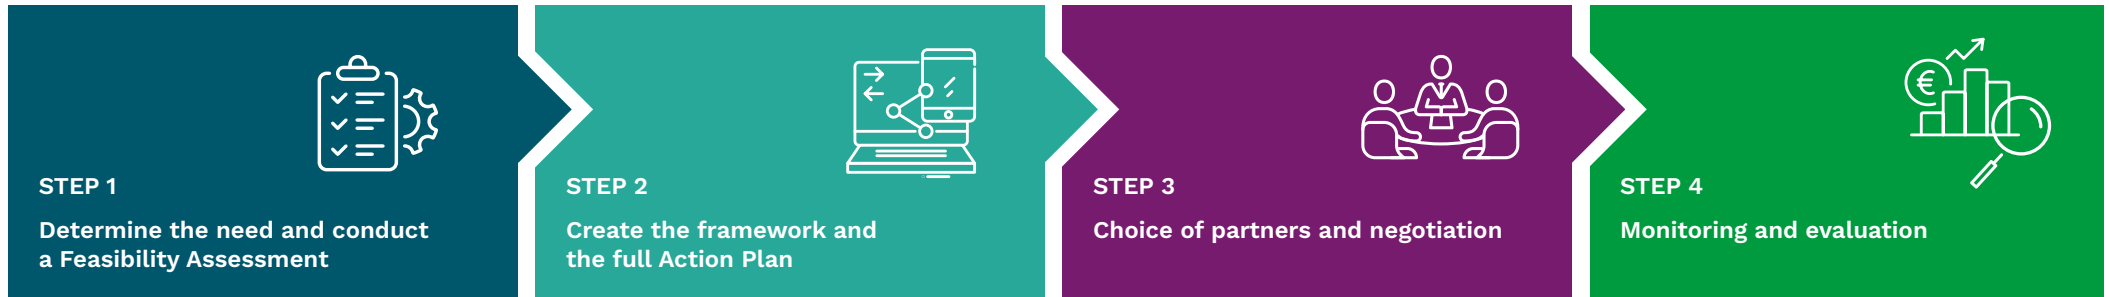 STEP 1
Determine the need and conduct
a Feasibility Assessment
STEP 2
Create the framework and
the full Action Plan
STEP 3
Choice of partners and negotiation
STEP 4
€
Monitoring and evaluation